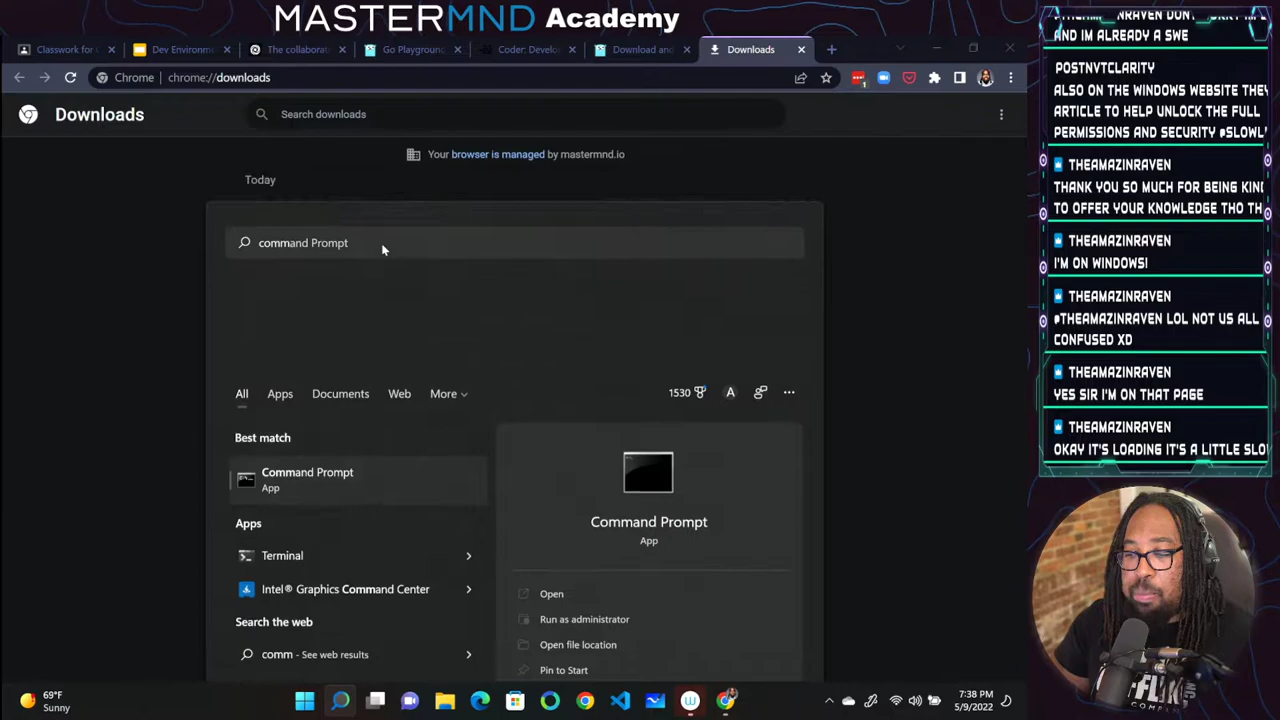 MASTERMND Academy
Classwork for
Dev Environme
The collaborat
Go Playgroun
Coder: Develo
Download and
Downloads
Chrome
chrome://downloads
Downloads
Search downloads
Your browser is managed by mastermnd.io
Today
command Prompt
All
Apps
Documents
Web
More
1530
A
Best match
Command Prompt
App
Apps
Terminal
Intel® Graphics Command Center
Search the web
comm - See web results
Command Prompt
App
Open
Run as administrator
Open file location
Pin to Start
69°F
Sunny
7:38 PM
5/9/2022
AND IM ALREADY A SWE
POSTNVTCLARITY
ALSO ON THE WINDOWS WEBSITE THEY
ARTICLE TO HELP UNLOCK THE FULL
PERMISSIONS AND SECURITY @SLOWLY
THEAMAZINRAVEN
THANK YOU SO MUCH FOR BEING KIND
TO OFFER YOUR KNOWLEDGE THO TH
THEAMAZINRAVEN
I'M ON WINDOWS!
THEAMAZINRAVEN
@THEAMAZINRAVEN LOL NOT US ALL
CONFUSED XD
THEAMAZINRAVEN
YES SIR I'M ON THAT PAGE
THEAMAZINRAVEN
OKAY IT'S LOADING IT'S A LITTLE SLO